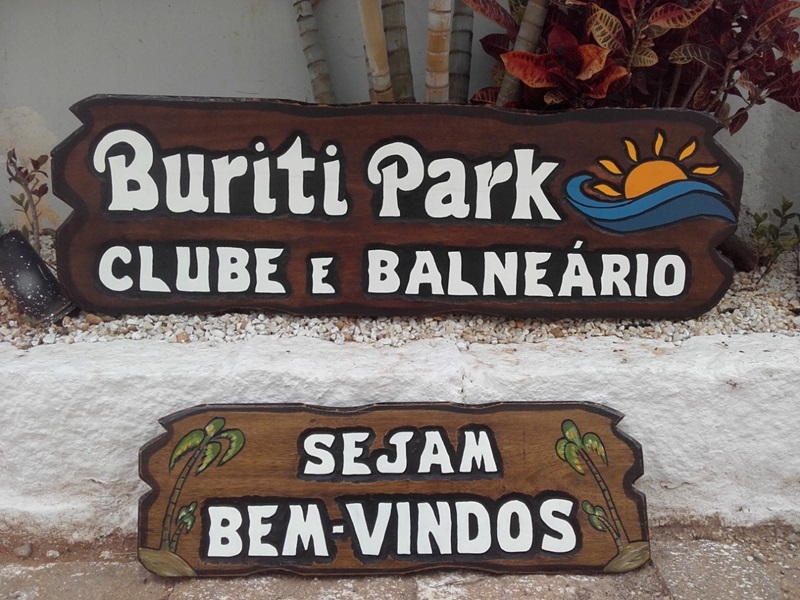 Buriti Park
CLUBE E BALNEÁRIO
SEJAM
BEM-VINDOS